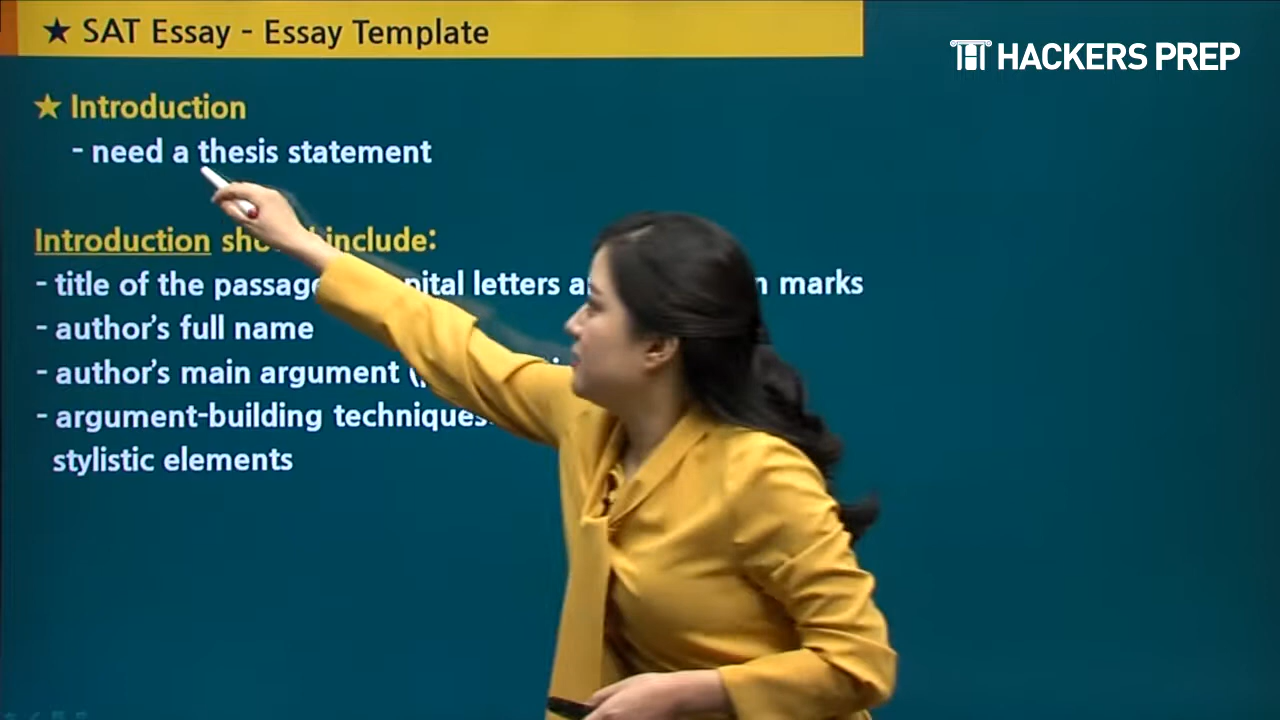 ★ SAT Essay - Essay Template
HACKERS PREP
★ Introduction
- need a thesis statement
Introduction include:
- title of the passage letters marks
- author's full name
- author's main argument
- argument-building techniques
stylistic elements